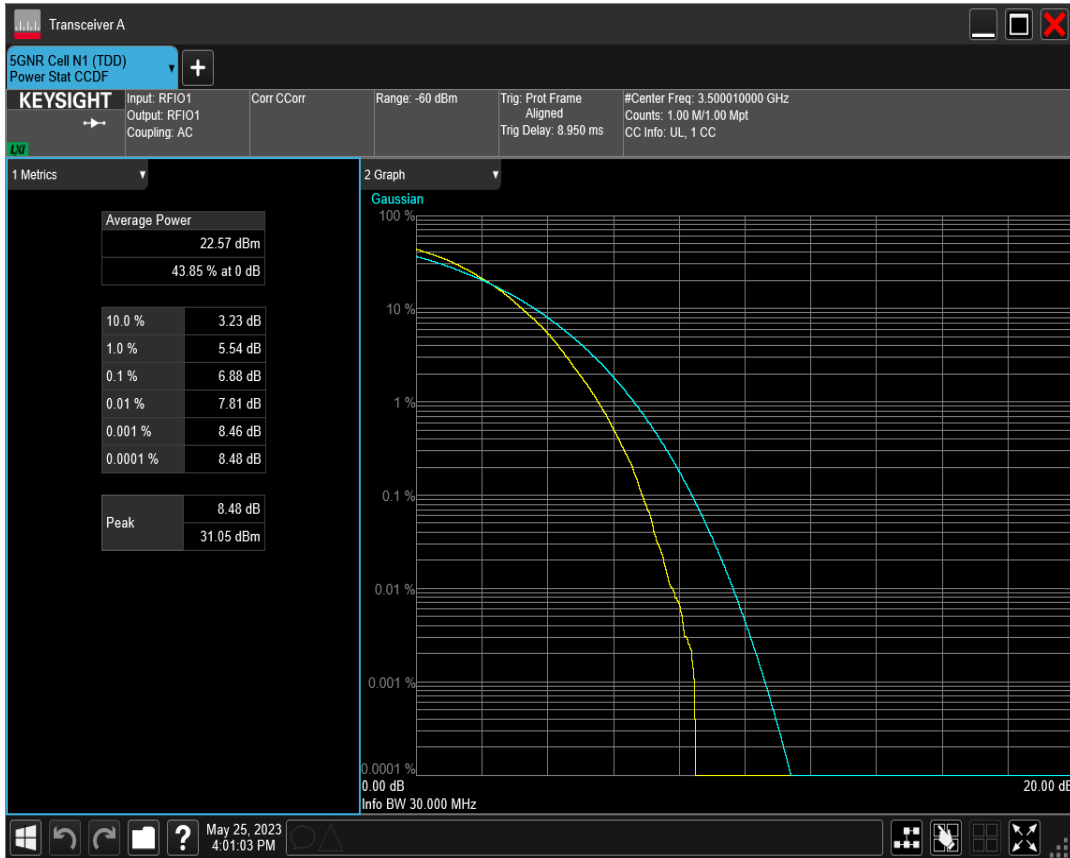 Transceiver A
5GNR Cell N1 (TDD)
Power Stat CCDF
+
KEYSIGHT
LXI
Input: RFIO1
Output: RFIO1
Coupling: AC
Corr CCorr
Range: -60 dBm
Trig: Prot Frame
Aligned
Trig Delay: 8.950 ms
#Center Freq: 3.500010000 GHz
Counts: 1.00 M/1.00 Mpt
CC Info: UL, 1 CC
1 Metrics
Average Power
22.57 dBm
43.85 % at 0 dB
10.0 % 3.23 dB
1.0 % 5.54 dB
0.1 % 6.88 dB
0.01 % 7.81 dB
0.001 % 8.46 dB
0.0001 % 8.48 dB
Peak 8.48 dB
31.05 dBm
2 Graph
Gaussian
100 %
10 %
1 %
0.1 %
0.01 %
0.001 %
0.0001 %
0.00 dB
20.00 dB
Info BW 30.000 MHz
?
May 25, 2023
4:01:03 PM